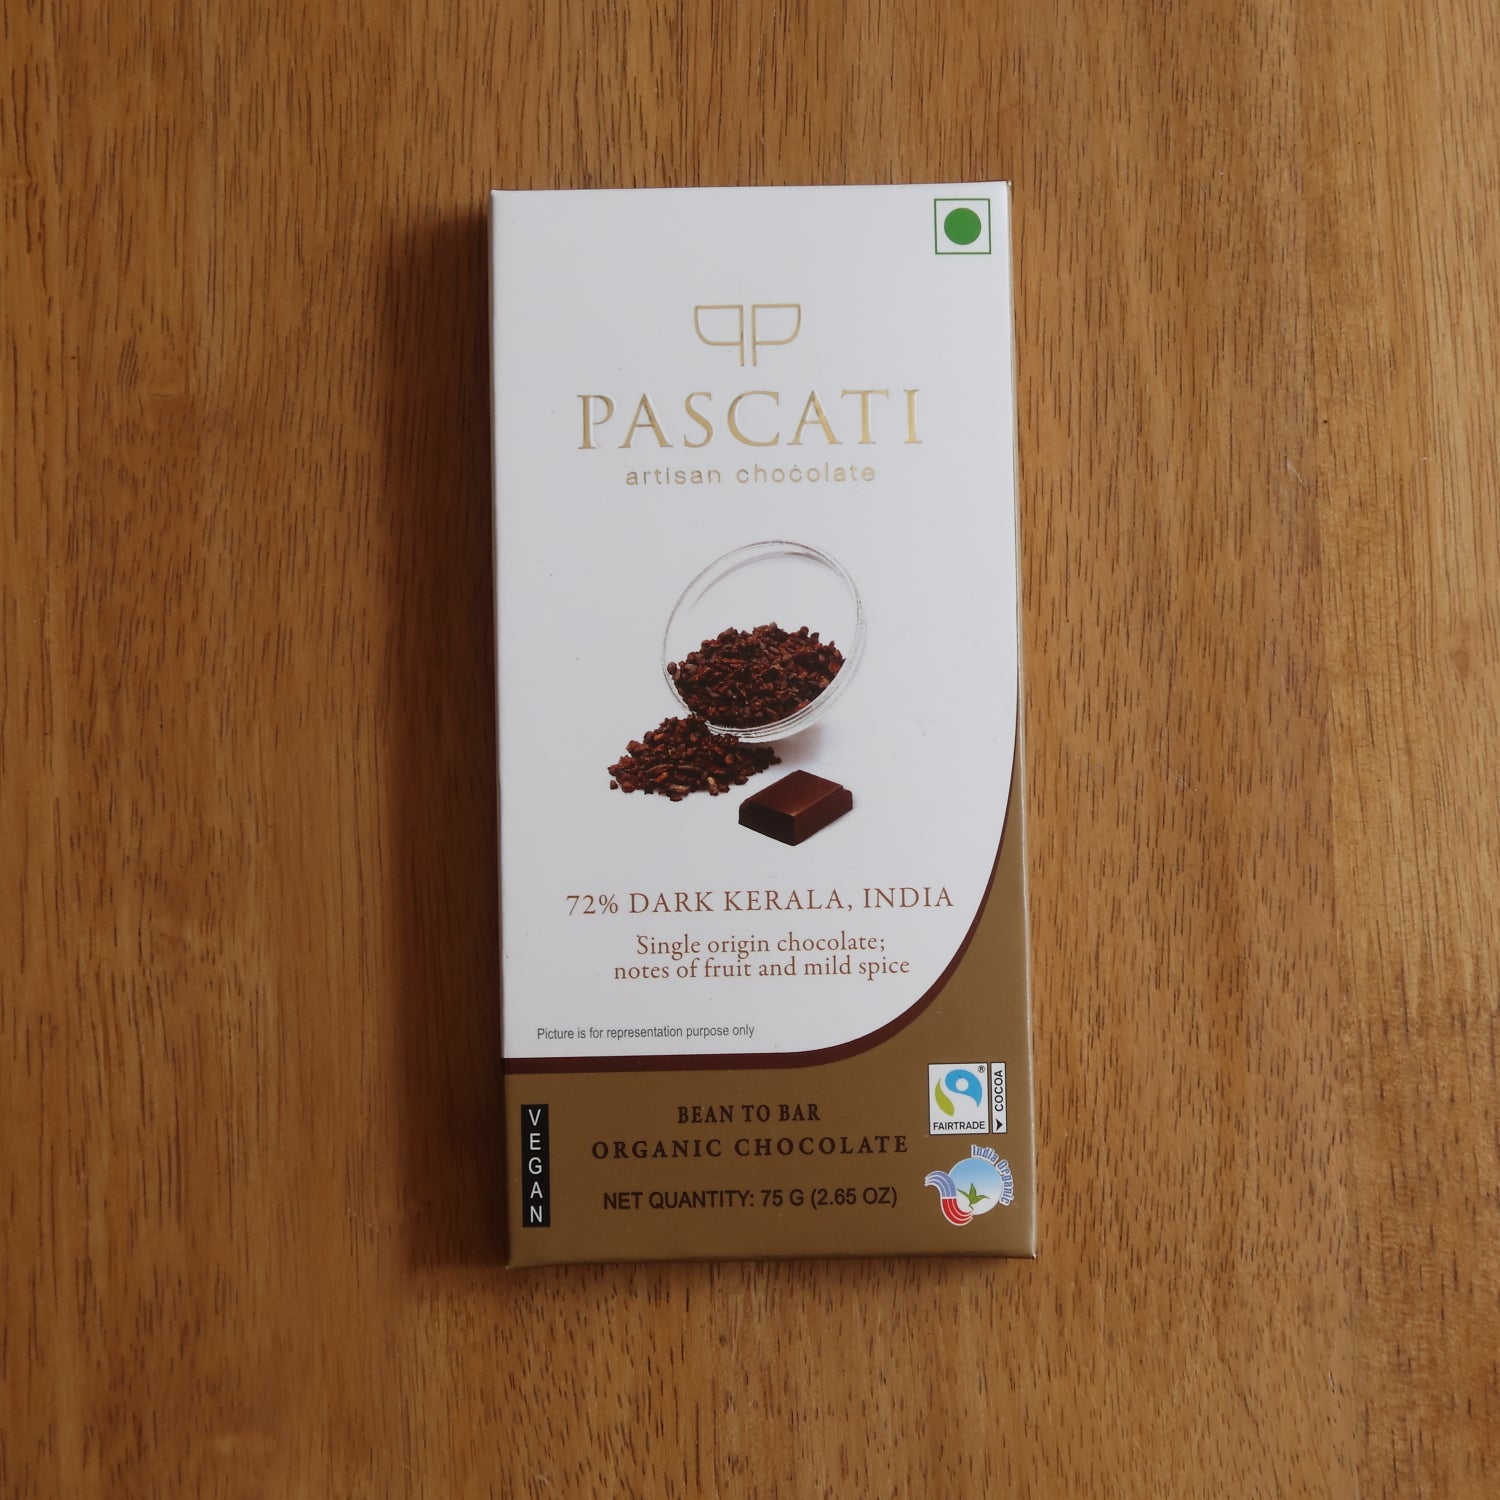 PASCATI
artisan chocolate
72% DARK KERALA, INDIA
Single origin chocolate;
notes of fruit and mild spice
Picture is for representation purpose only
VEGAN
BEAN TO BAR
ORGANIC CHOCOLATE
NET QUANTITY: 75 G (2.65 OZ)
®
FAIRTRADE
COCOA
India Organic